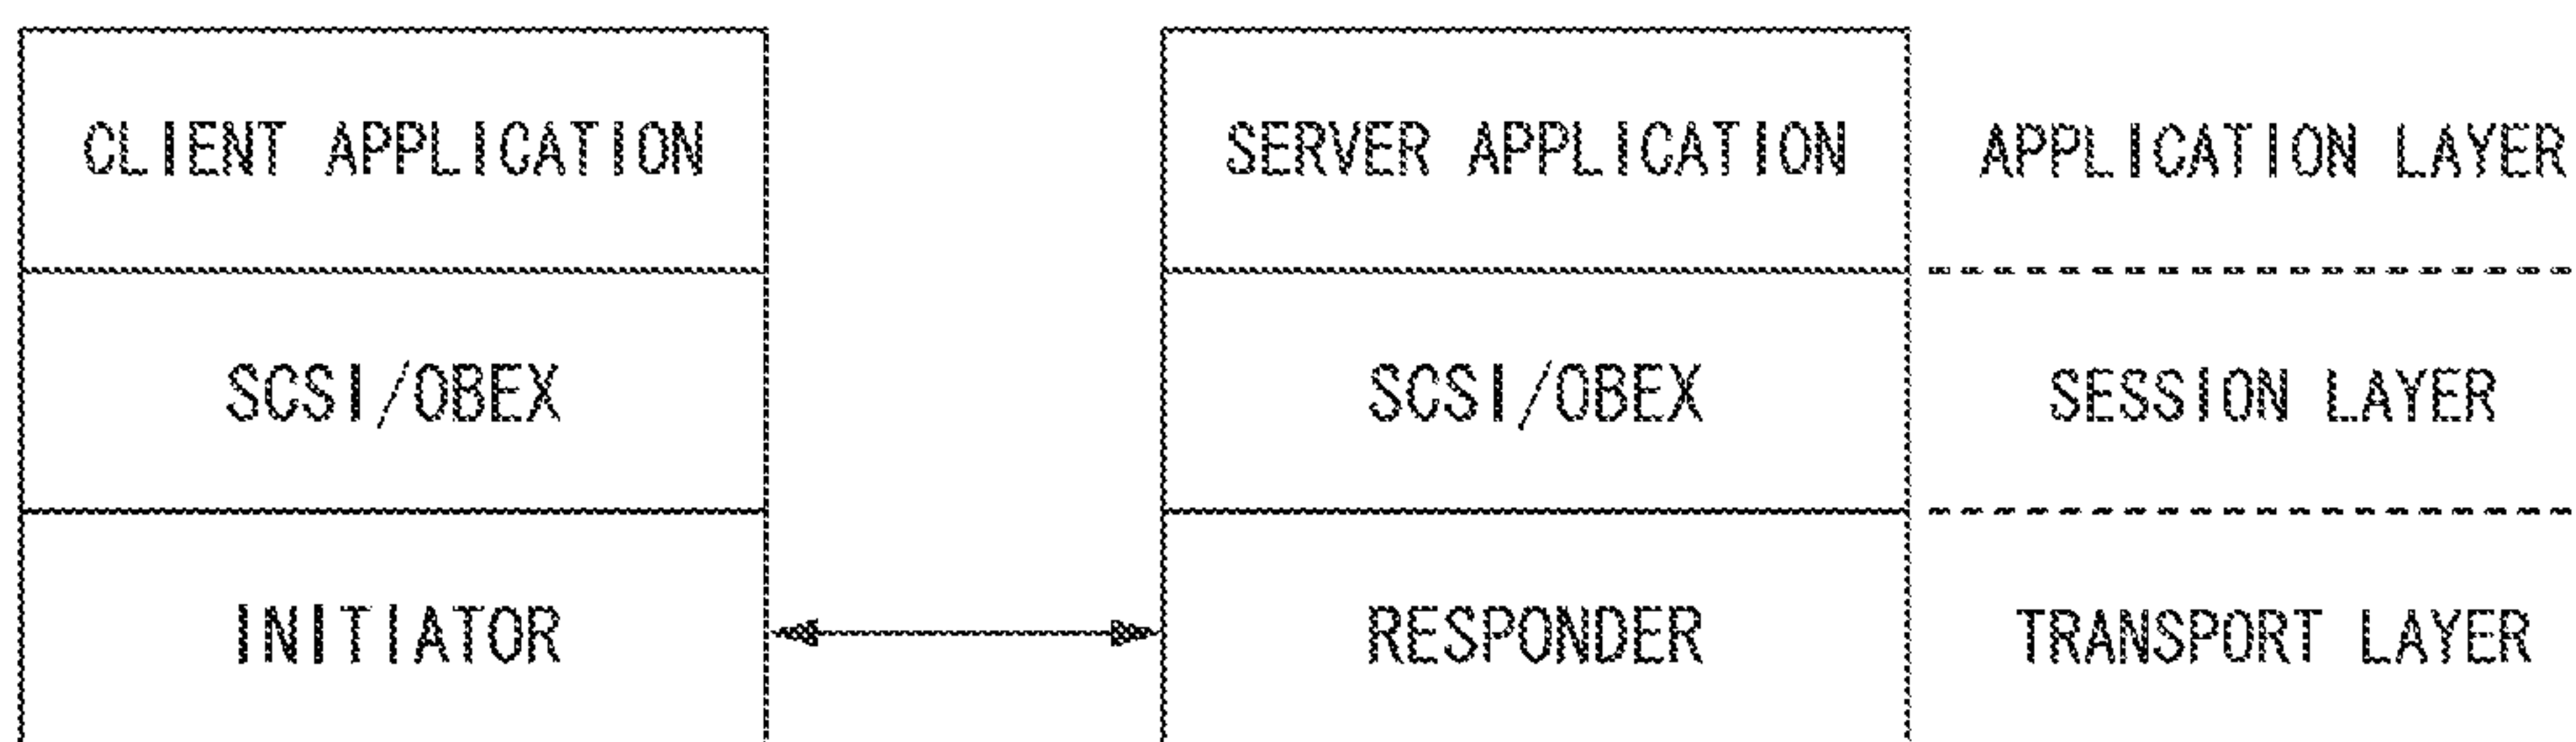 CLIENT APPLICATION SERVER APPLICATION APPLICATION LAYER
SCSI/OBEX SCSI/OBEX SESSION LAYER
INITIATOR RESPONDER TRANSPORT LAYER